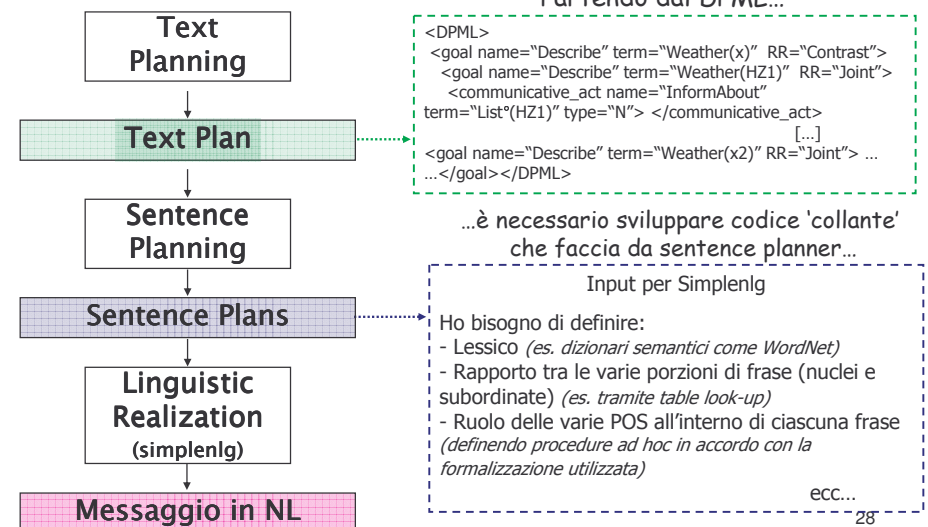 Text
Planning
Text Plan
Sentence
Planning
Sentence Plans
Linguistic
Realization
(simplenlg)
Messaggio in NL
Partendo dal DPML…
<DPML>
<goal name=“Describe” term=“Weather(x)” RR=“Contrast”>
<goal name=“Describe” term=“Weather(HZ1)” RR=“Joint”>
<communicative_act name=“InformAbout”
term=“List°(HZ1)” type=“N”> </communicative_act>
[…]
<goal name=“Describe” term=“Weather(x2)” RR=“Joint”> …
…</goal></DPML>
…è necessario sviluppare codice ‘collante’
che faccia da sentence planner…
Input per Simplenlg
Ho bisogno di definire:
- Lessico (es. dizionari semantici come WordNet)
- Rapporto tra le varie porzioni di frase (nuclei e
subordinate) (es. tramite table look-up)
- Ruolo delle varie POS all’interno di ciascuna frase
(definendo procedure ad hoc in accordo con la
formalizzazione utilizzata)
ecc…
28